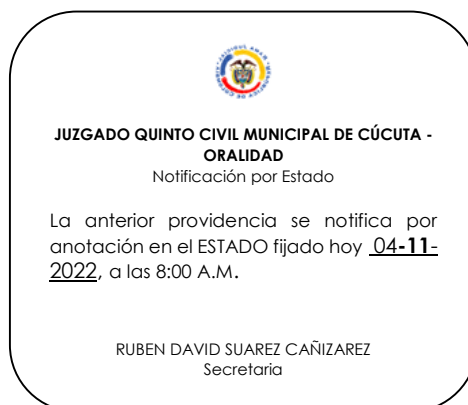 JUZGADO QUINTO CIVIL MUNICIPAL DE CÚCUTA -
ORALIDAD
Notificación por Estado
La anterior providencia se notifica por
anotación en el ESTADO fijado hoy 04-11-
2022, a las 8:00 A.M.
RUBEN DAVID SUAREZ CAÑIZAREZ
Secretaria